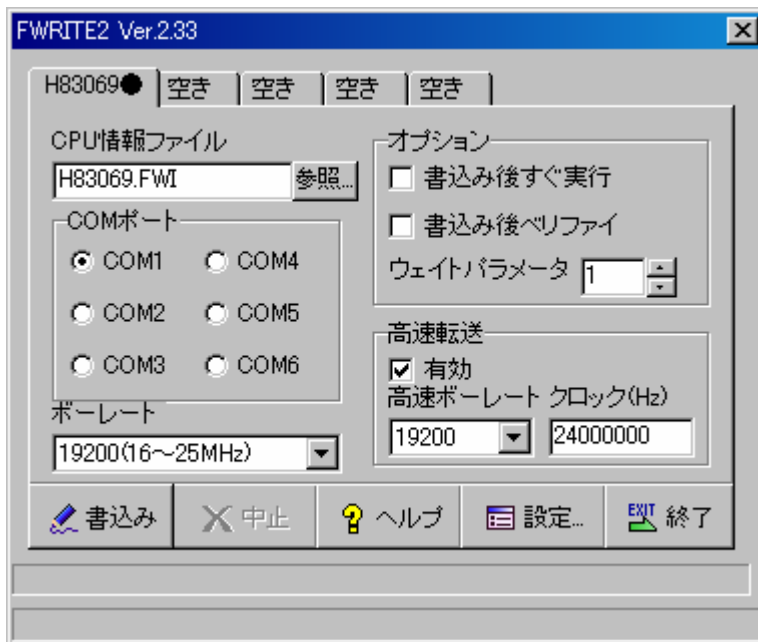 FWRITE2 Ver.2.33
H83069● 空き 空き 空き 空き
CPU情報ファイル
H83069.FWI 参照...
COMポート
COM1 COM4
COM2 COM5
COM3 COM6
ボーレート
19200(16～25MHz)
オプション
書込み後すぐ実行
書込み後ベリファイ
ウェイトパラメータ 1
高速転送
有効
高速ボーレート クロック(Hz)
19200 24000000
書込み 中止 ヘルプ 設定... EXIT 終了